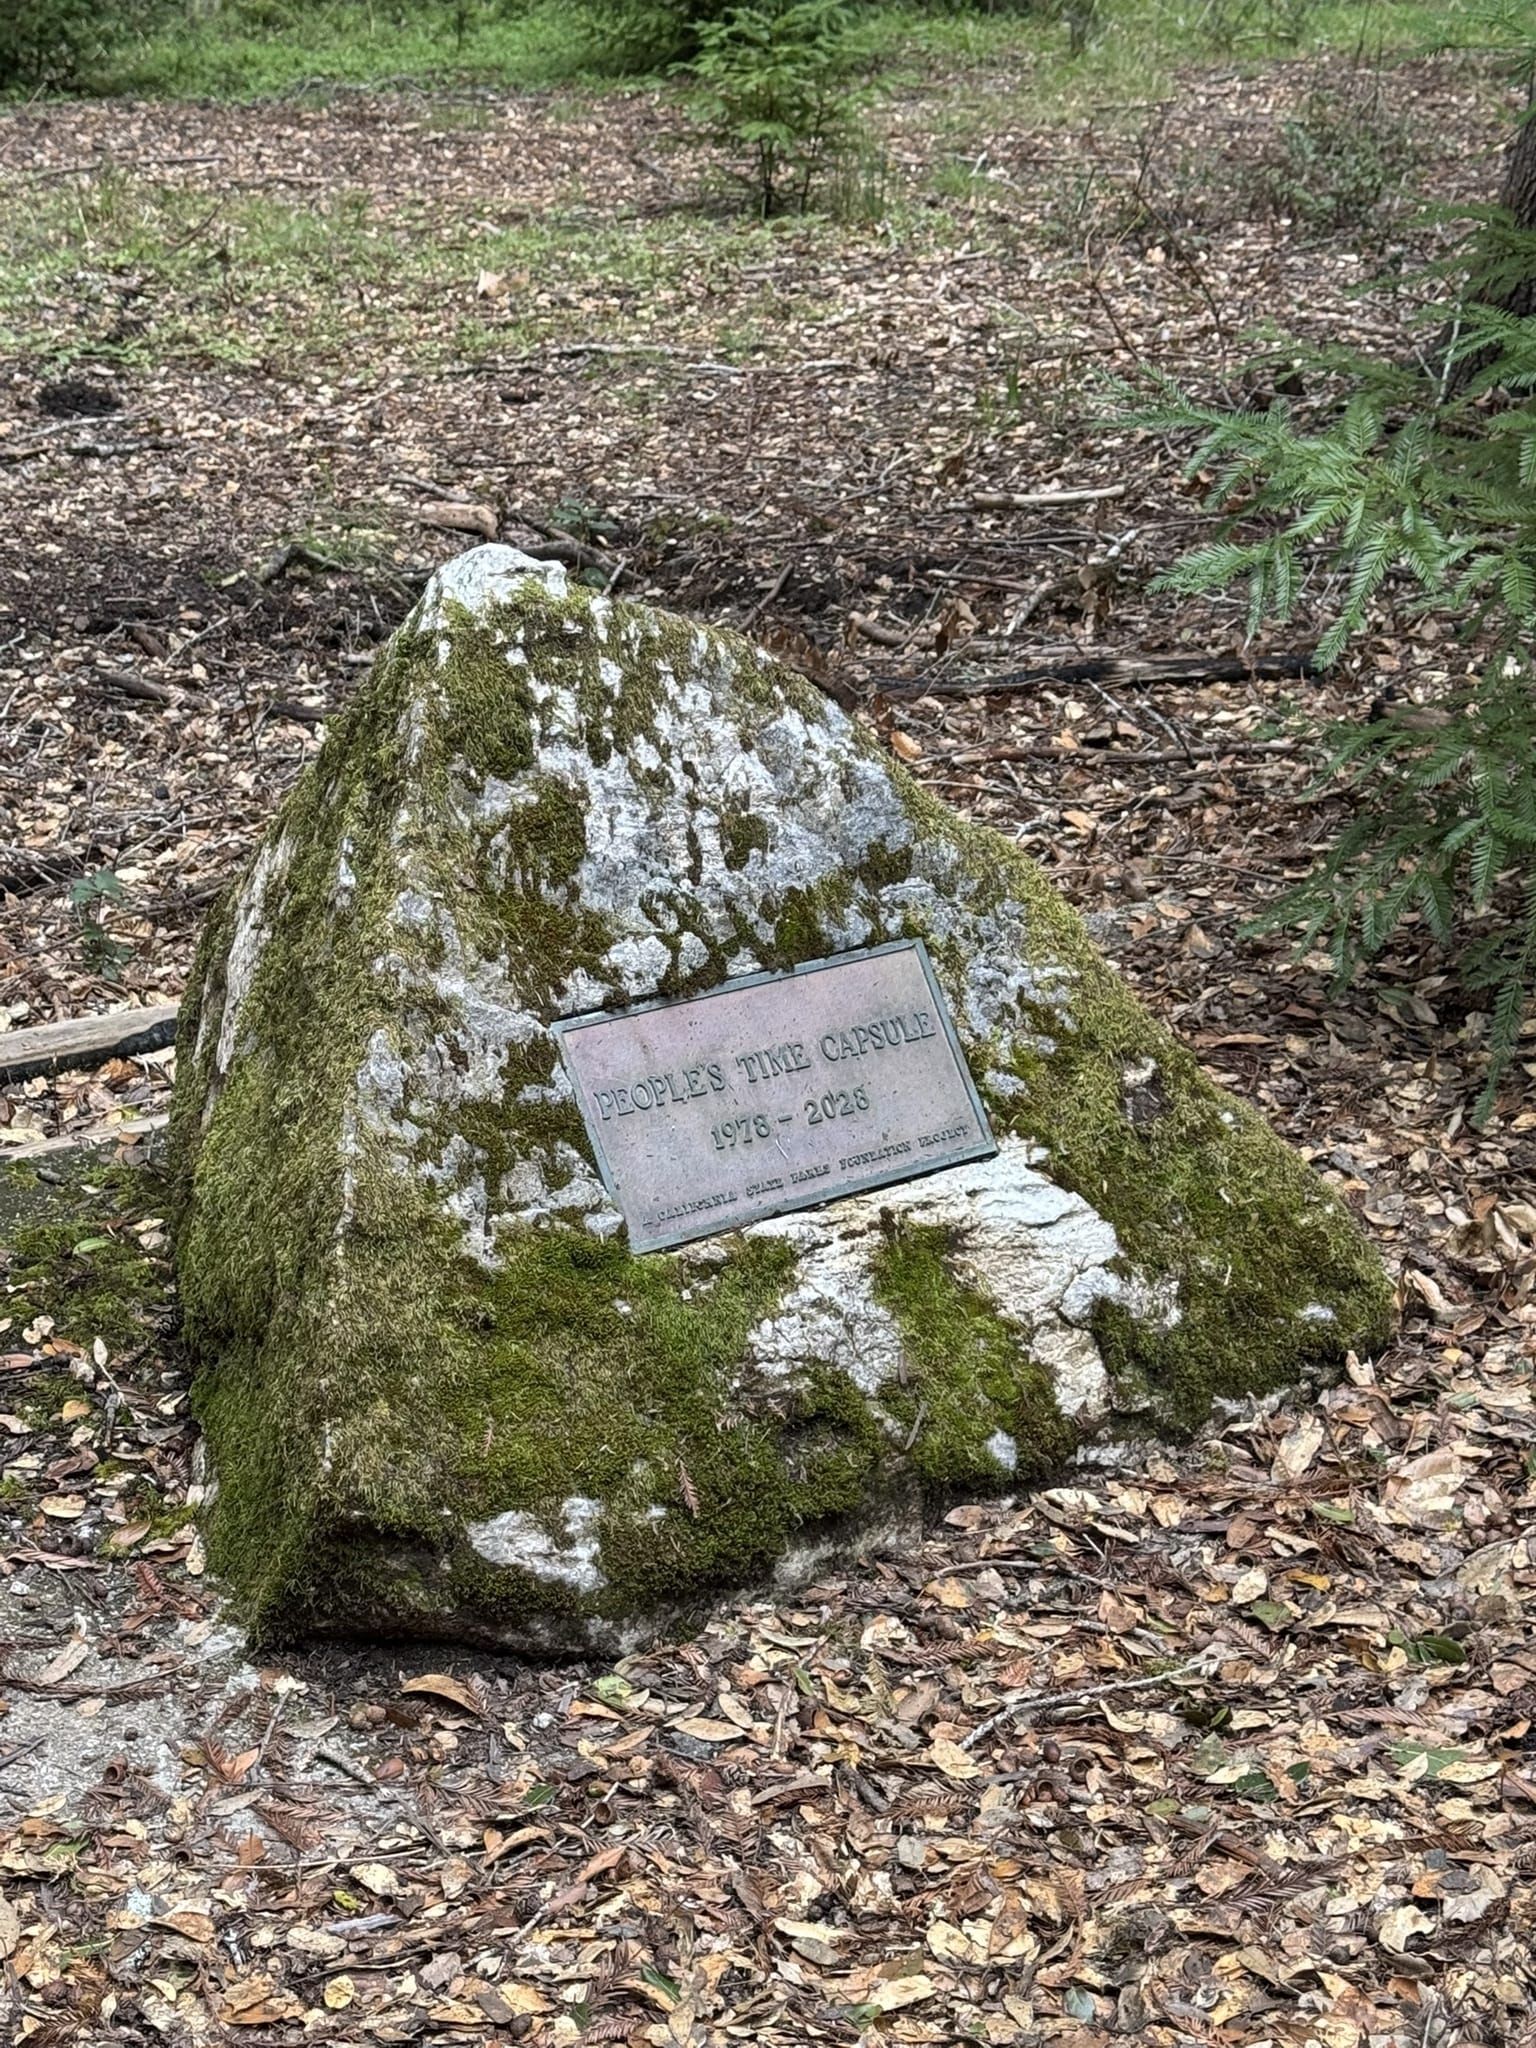 PEOPLE'S TIME CAPSULE
1978 - 2028
A CALIFORNIA STATE PARKS FOUNDATION PROJECT